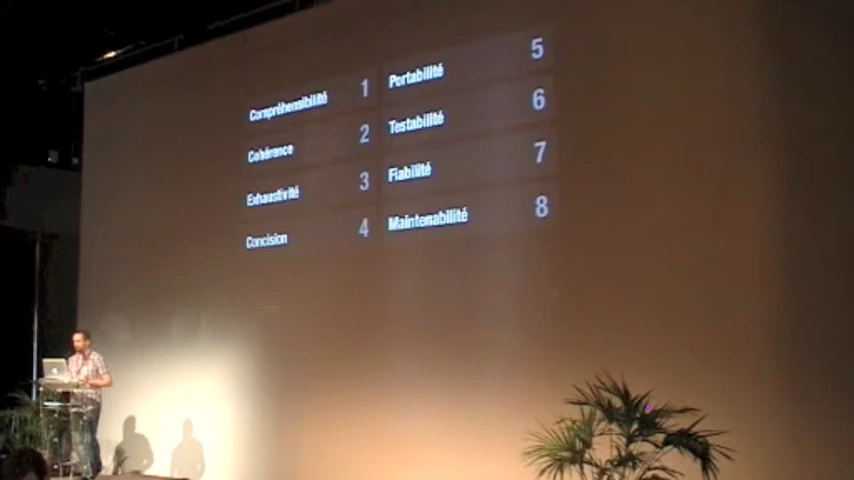 Compréhensibilité 1
Cohérence 2
Exhaustivité 3
Concision 4
Portabilité 5
Testabilité 6
Fiabilité 7
Maintenabilité 8